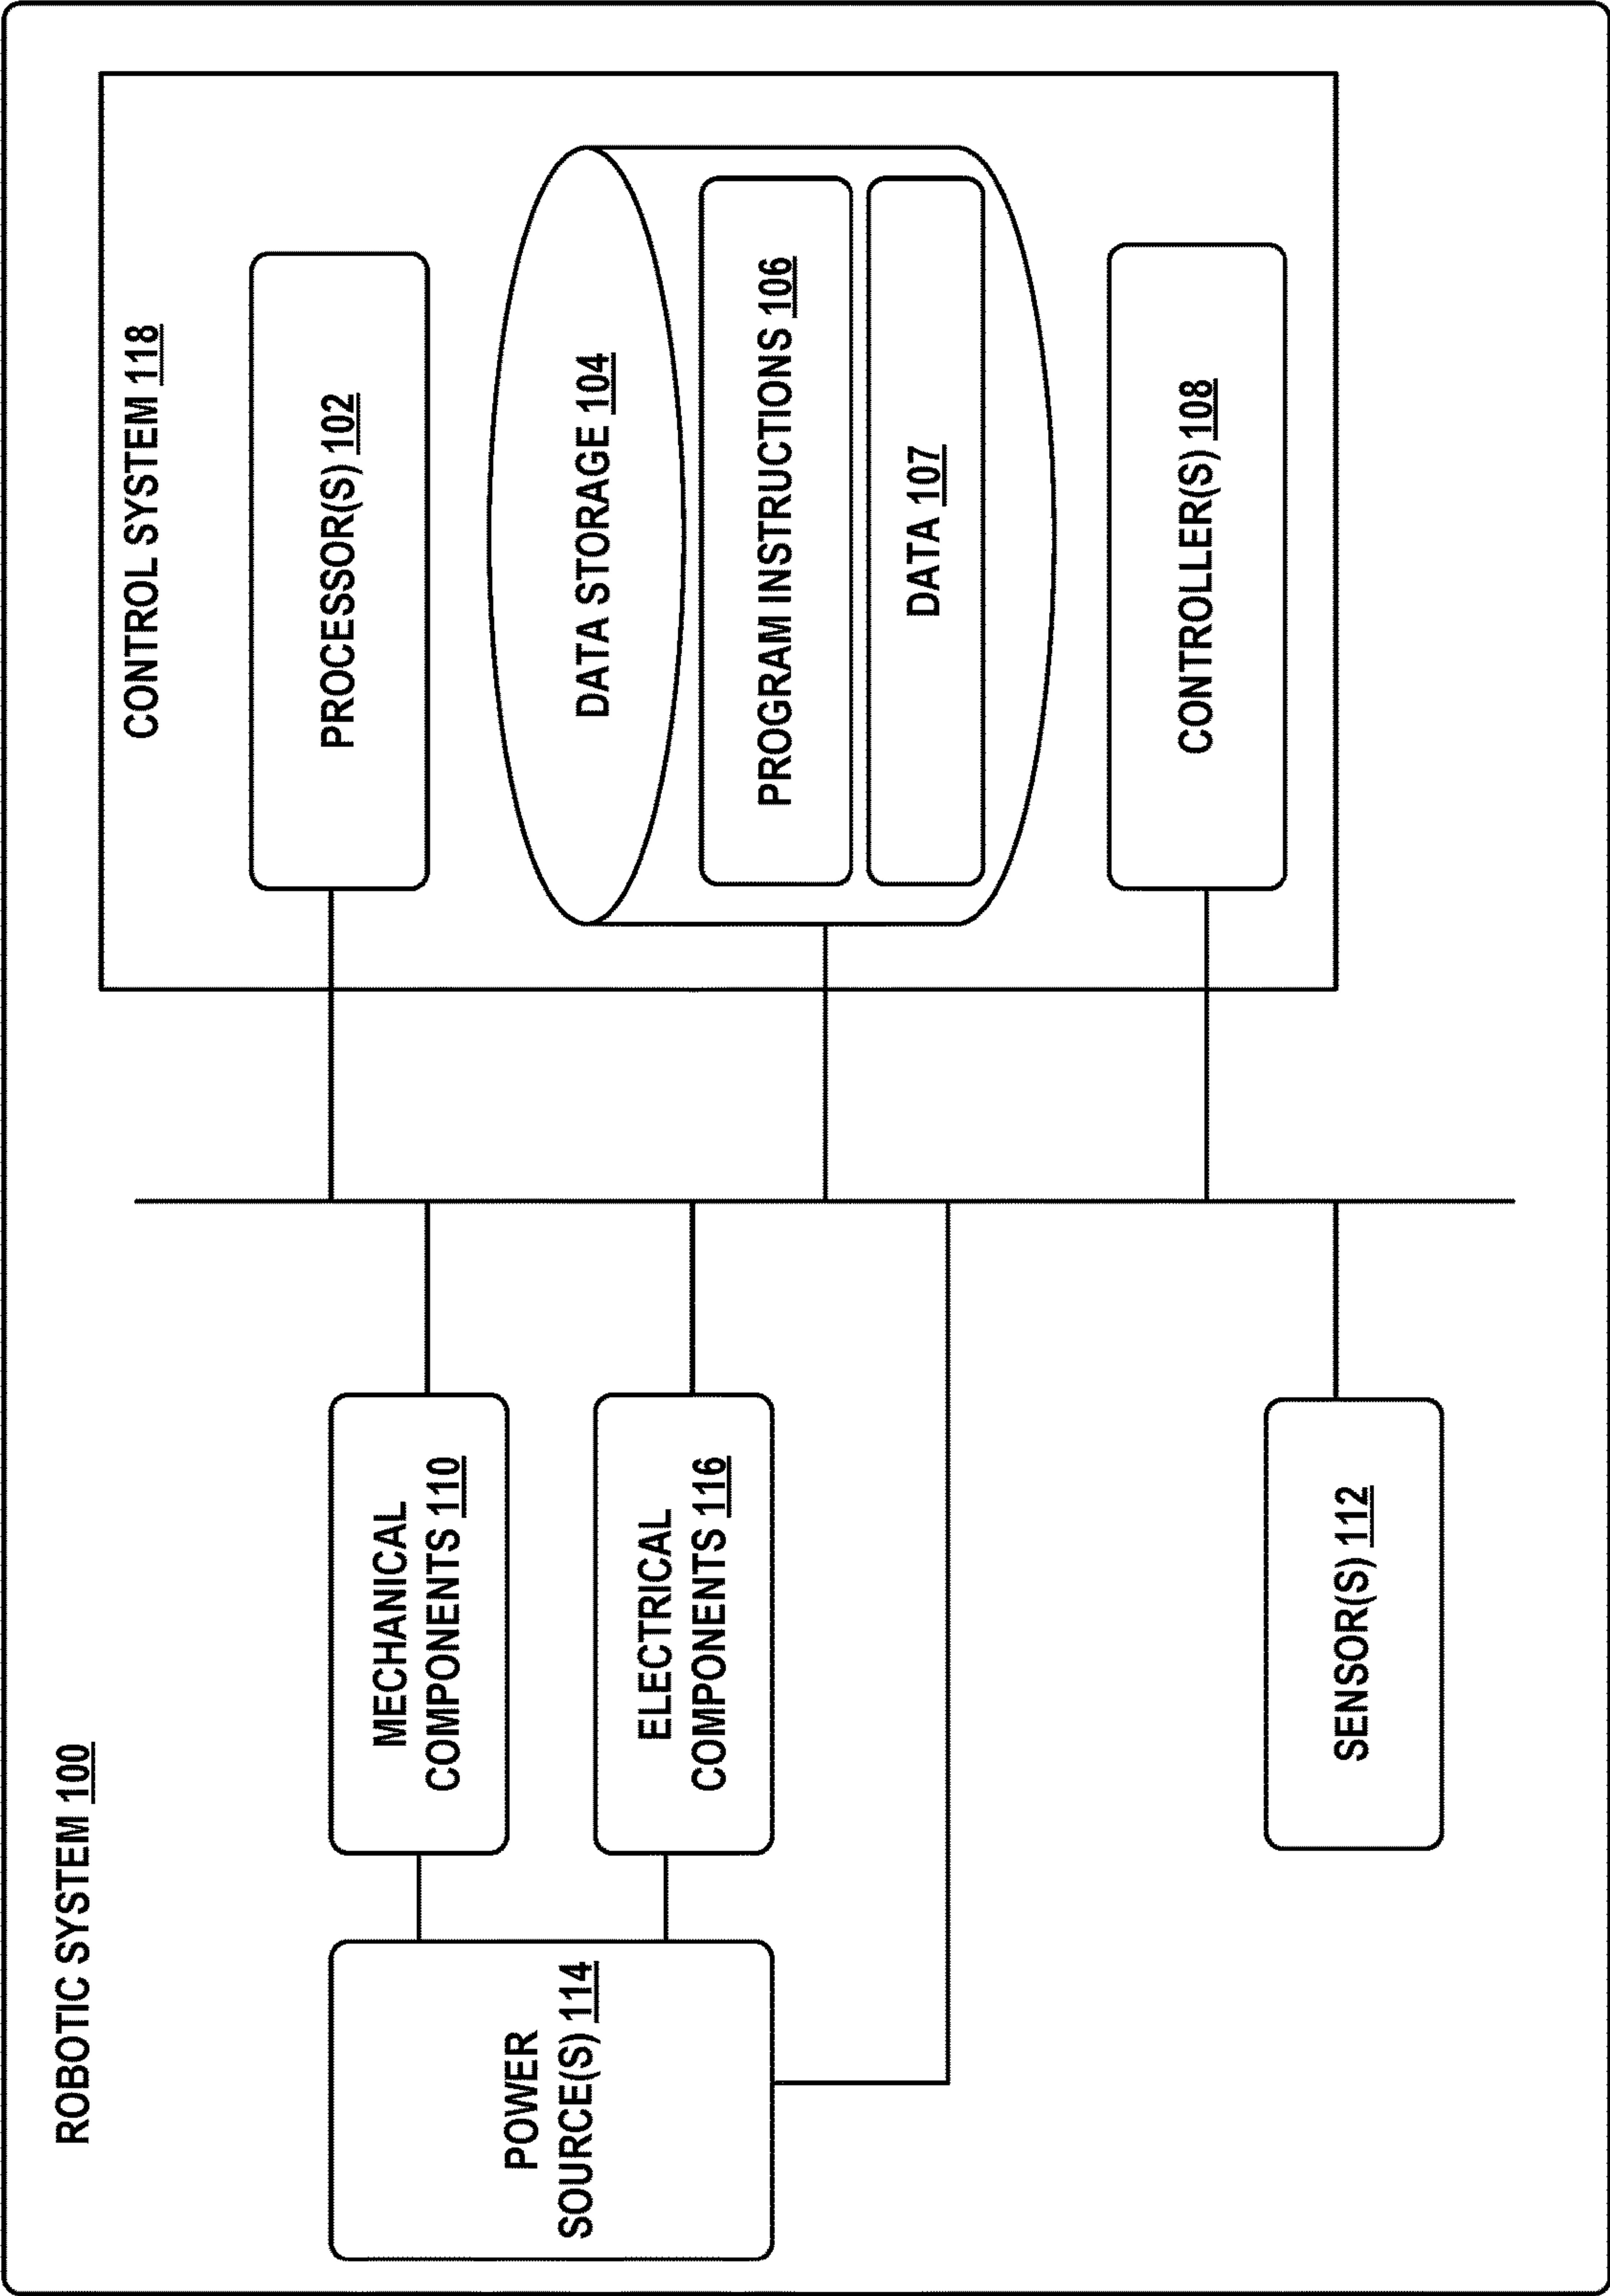 ROBOTIC SYSTEM 100
CONTROL SYSTEM 118
POWER
SOURCE(S) 114
MECHANICAL
COMPONENTS 110
ELECTRICAL
COMPONENTS 116
SENSOR(S) 112
PROCESSOR(S) 102
DATA STORAGE 104
PROGRAM INSTRUCTIONS 106
DATA 107
CONTROLLER(S) 108